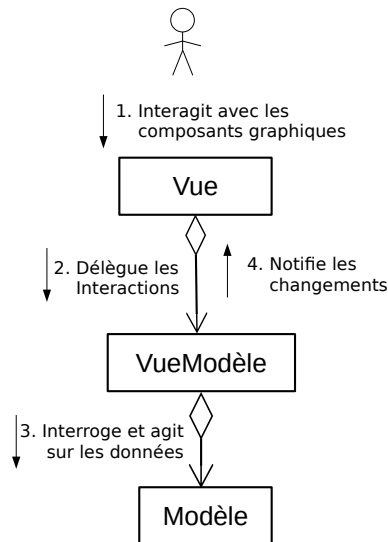 1. Interagit avec les
composants graphiques
Vue
2. Délègue les
Interactions
4. Notifie les
changements
VueModèle
3. Interroge et agit
sur les données
Modèle